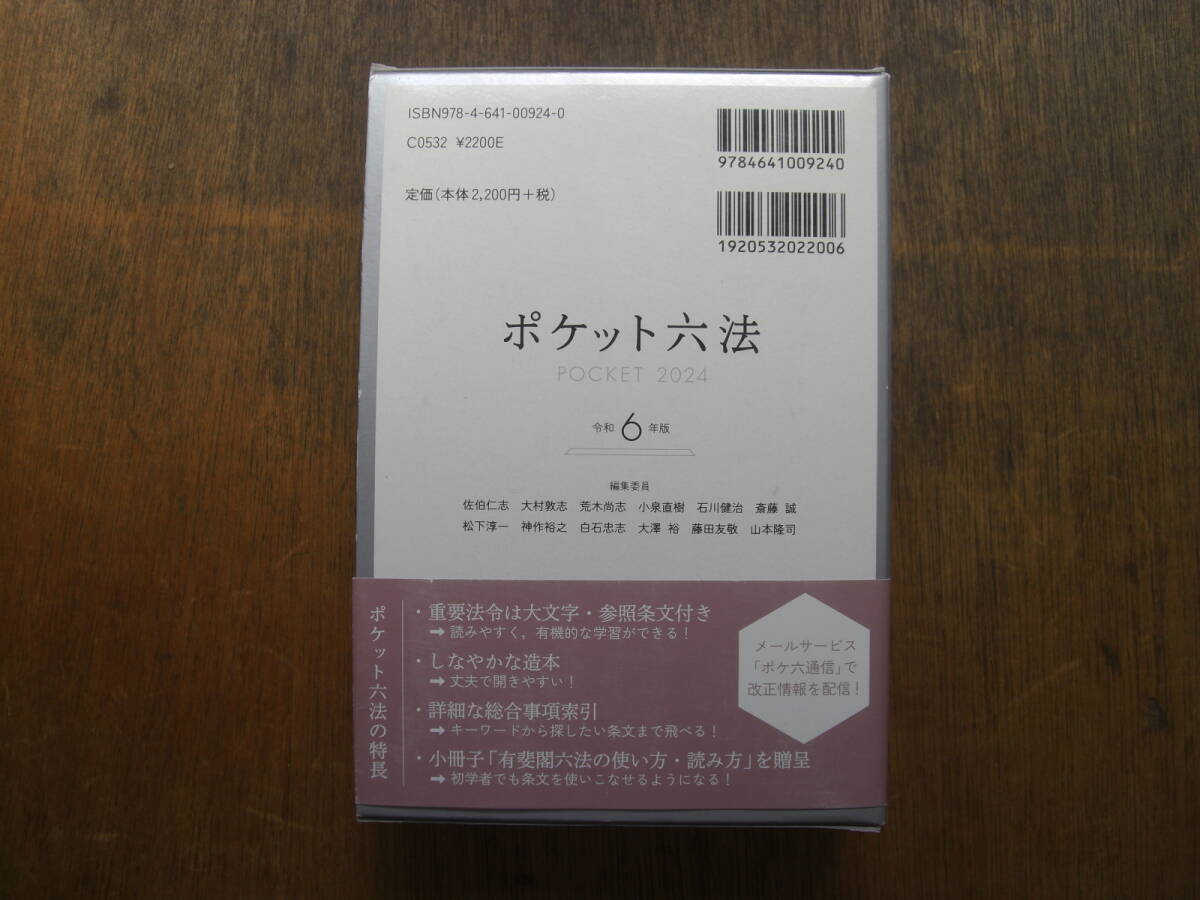 ISBN978-4-641-00924-0
C0532 ¥2200E
定価(本体2,200円+税)
9784641009240
1920532022006
ポケット六法
POCKET 2024
令和6年版
編集委員
佐伯仁志 大村敦志 荒木尚志 小泉直樹 石川健治 斎藤 誠
松下淳一 神作裕之 白石忠志 大澤 裕 藤田友敬 山本隆司
ポケット六法の特長
・重要法令は大文字・参照条文付き
➡ 読みやすく,有機的な学習ができる!
・しなやかな造本
➡ 丈夫で開きやすい!
・詳細な総合事項索引
➡ キーワードから探したい条文まで飛べる!
・小冊子「有斐閣六法の使い方・読み方」を贈呈
➡ 初学者でも条文を使いこなせるようになる!
メールサービス
「ポケ六通信」で
改正情報を配信!